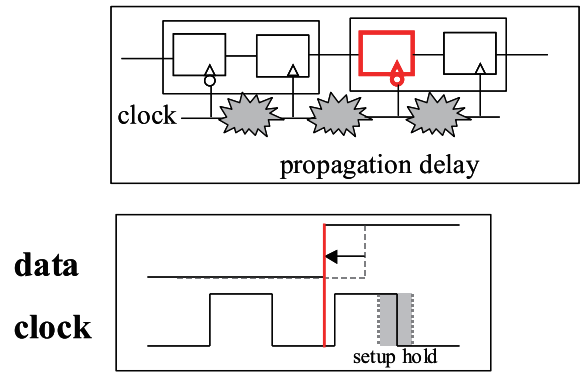 clock
propagation delay
data
clock
setup hold